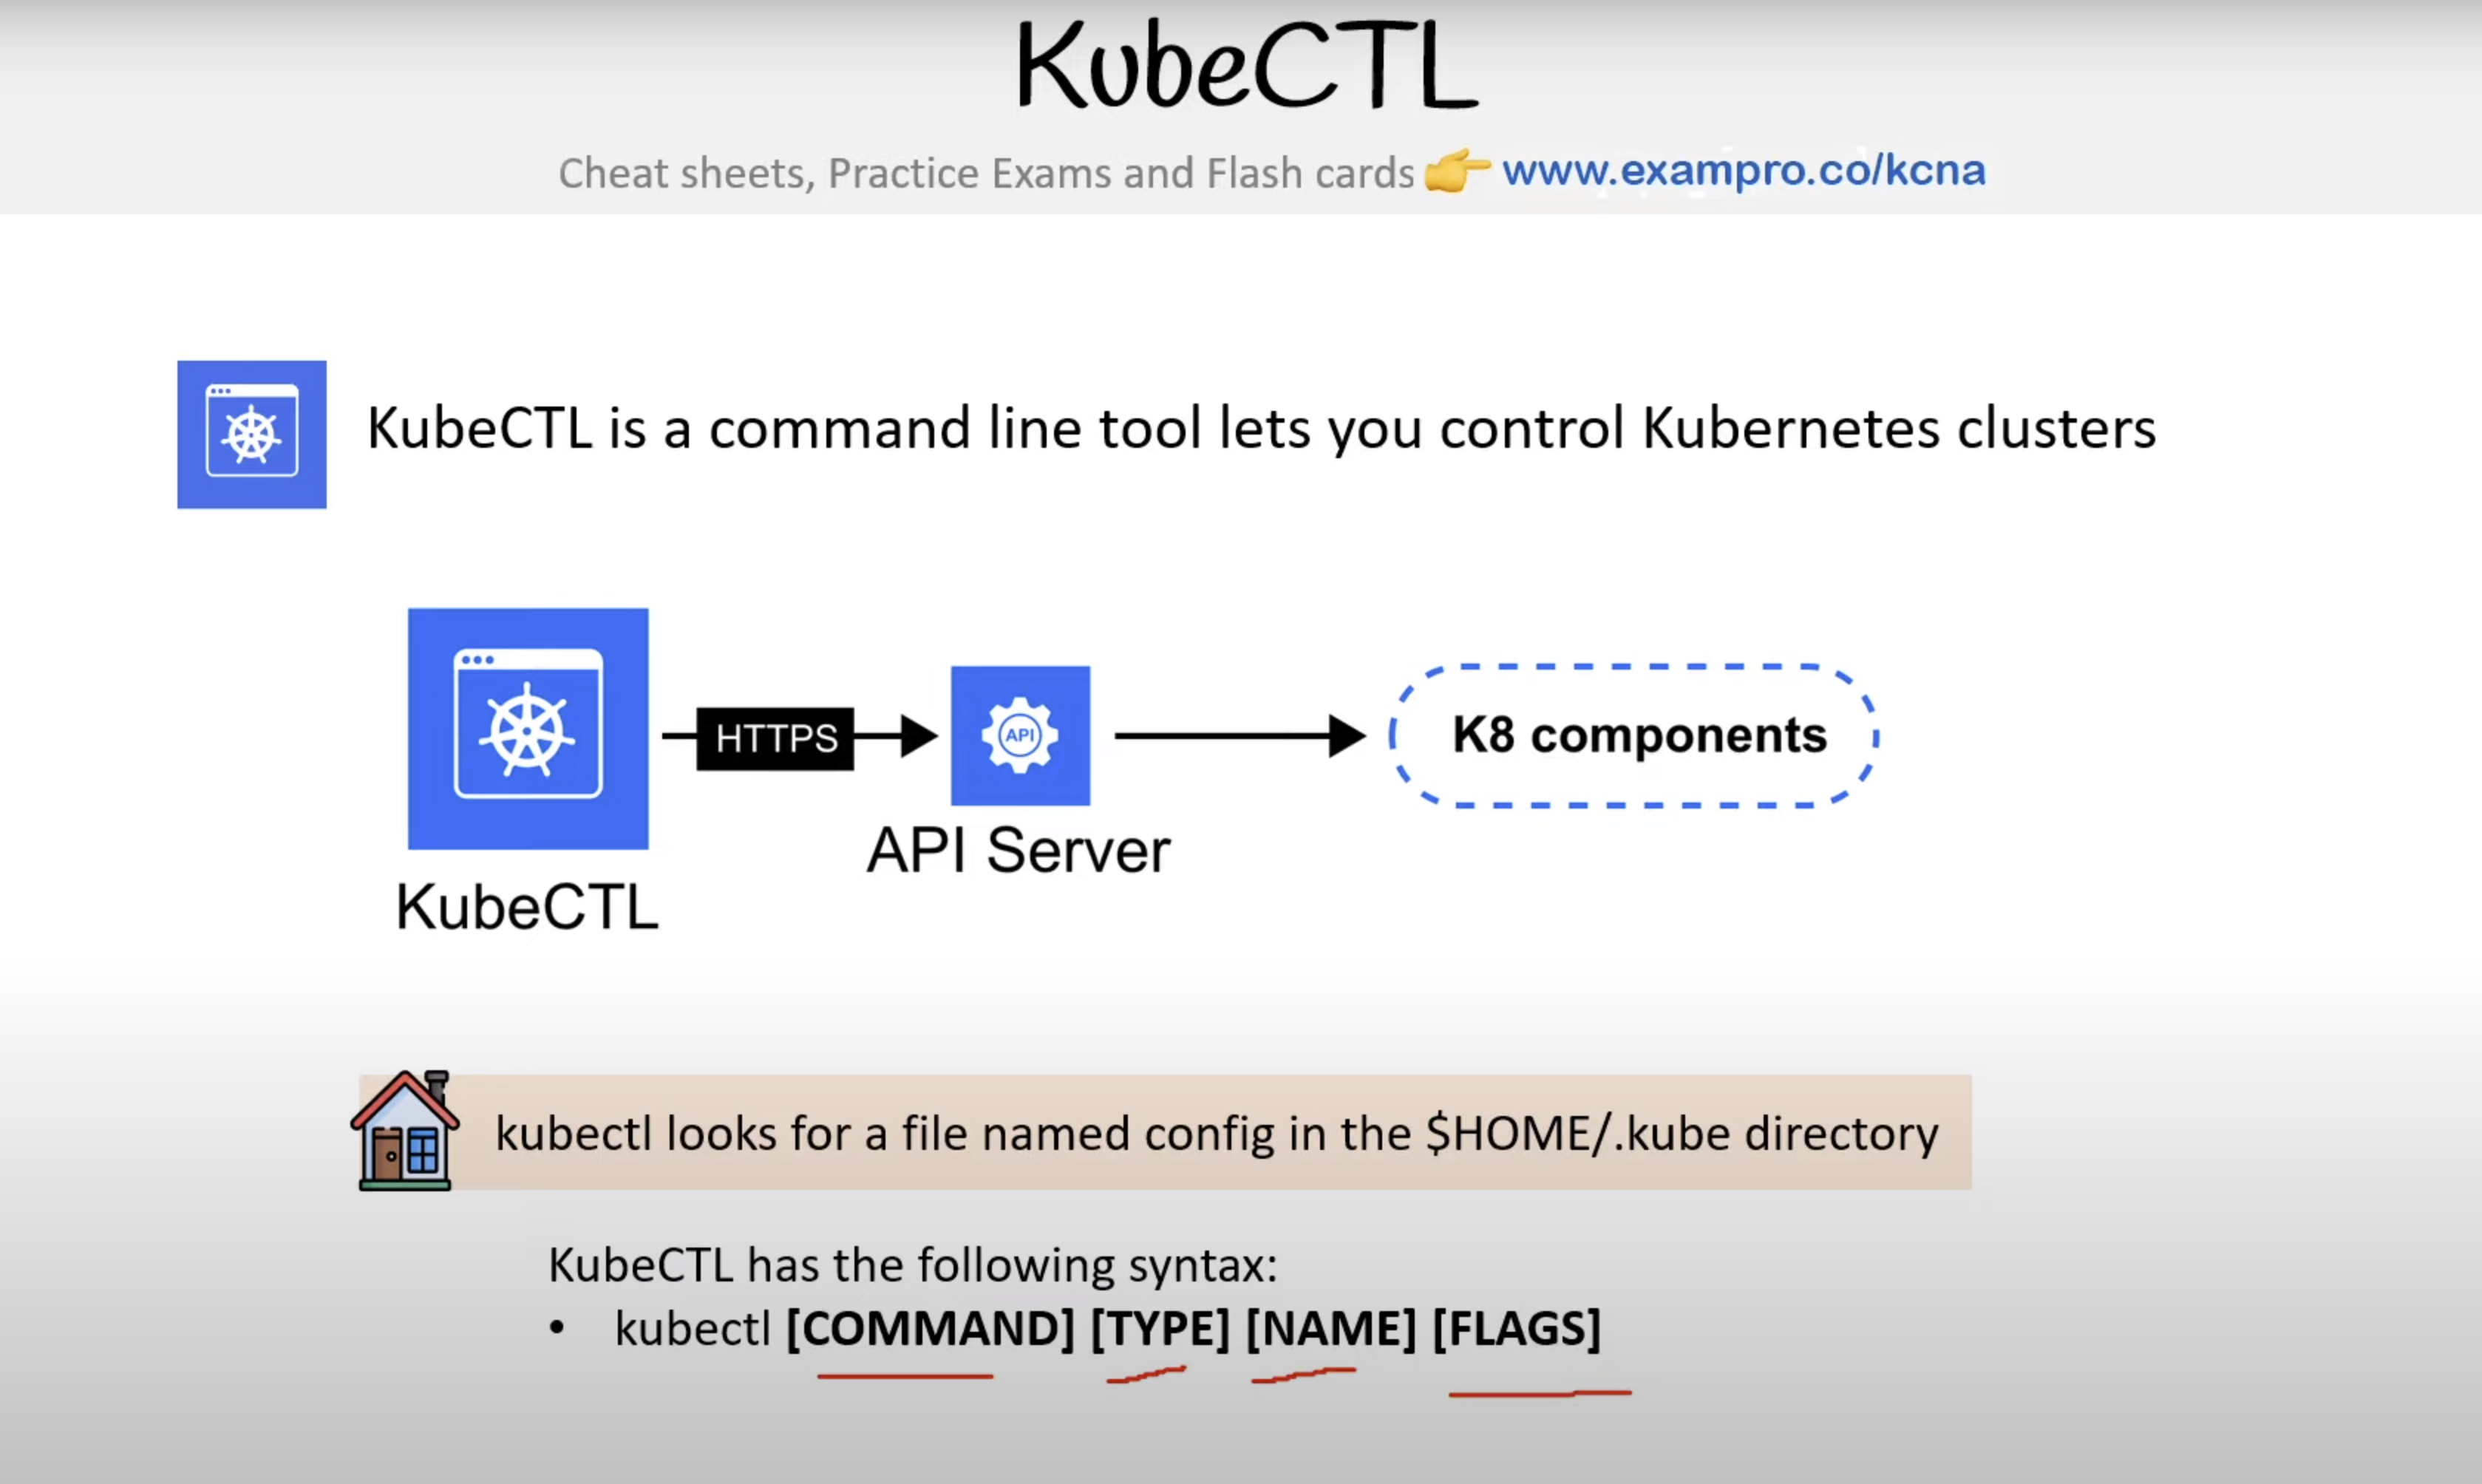 KubeCTL
Cheat sheets, Practice Exams and Flash cards 👉 www.exampro.co/kcna
KubeCTL is a command line tool lets you control Kubernetes clusters
HTTPS
API
K8 components
API Server
KubeCTL
kubectl looks for a file named config in the $HOME/.kube directory
KubeCTL has the following syntax:
• kubectl [COMMAND] [TYPE] [NAME] [FLAGS]